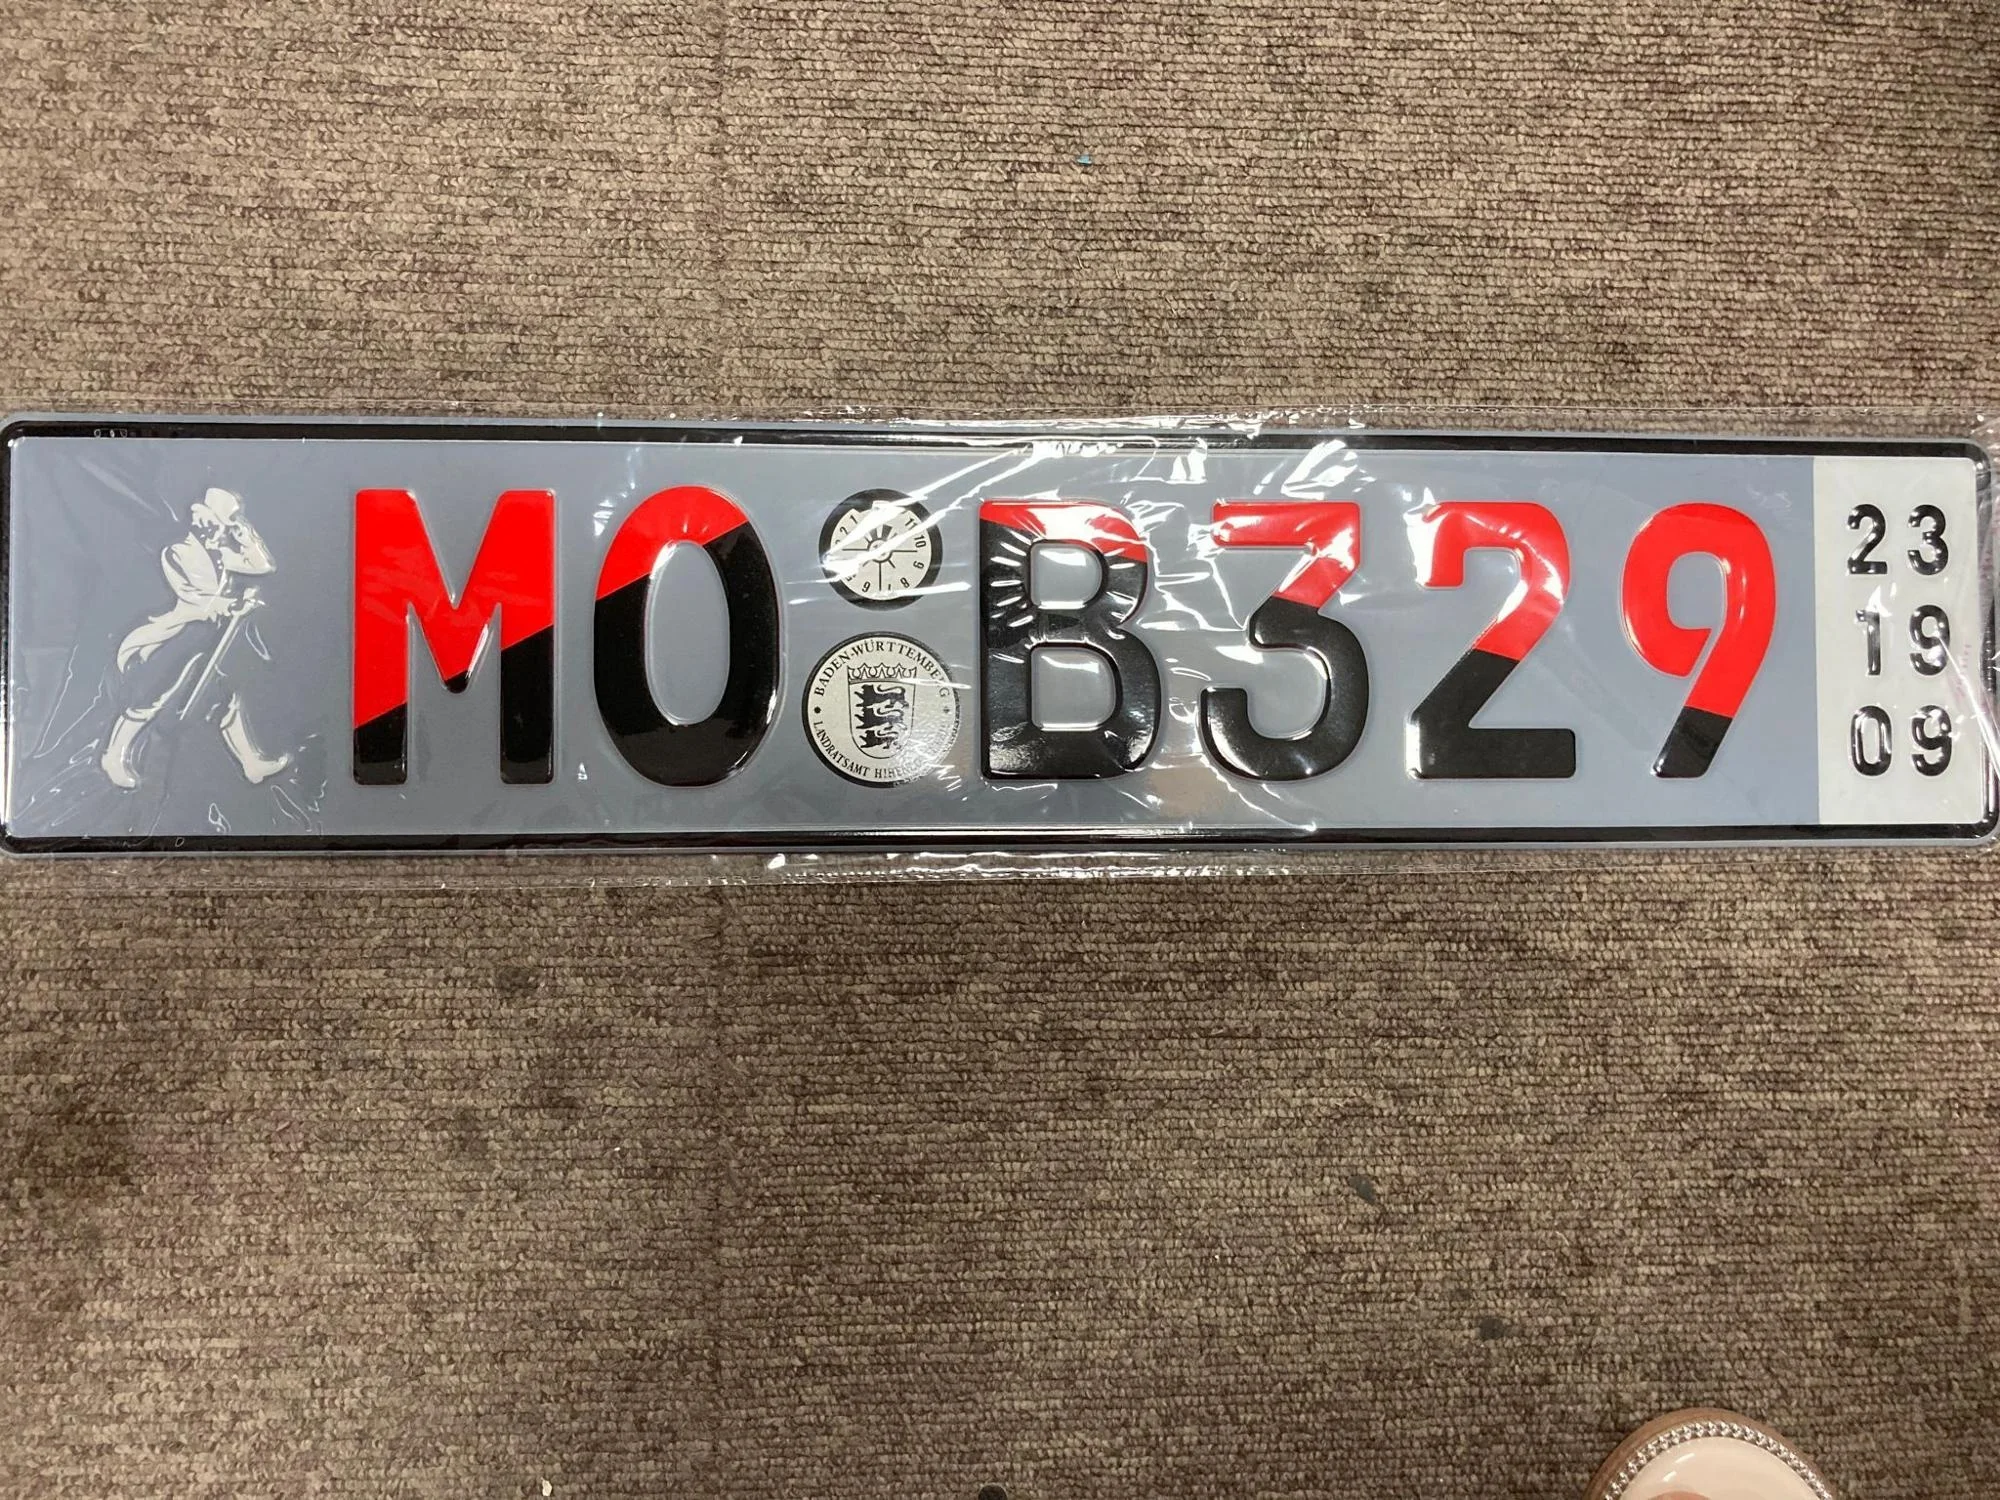 MO B329
BADEN-WÜRTTEMBERG
LANDRATSAMT
23
19
09